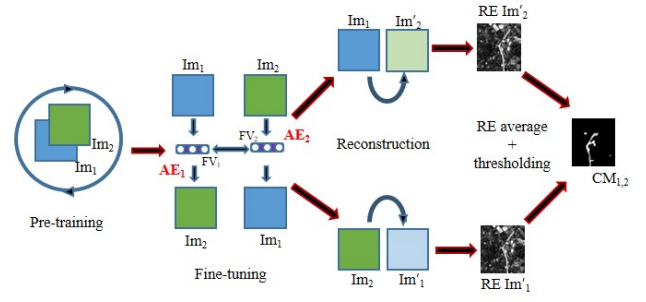 Im₂
Im₁
Pre-training
Im₁
Im₂
FV₂
FV₁
AE₁
AE₂
Im₂
Im₁
Fine-tuning
Im₁
Im′₂
Reconstruction
Im₂
Im′₁
RE Im′₂
RE average
+
thresholding
RE Im′₁
CM₁,₂